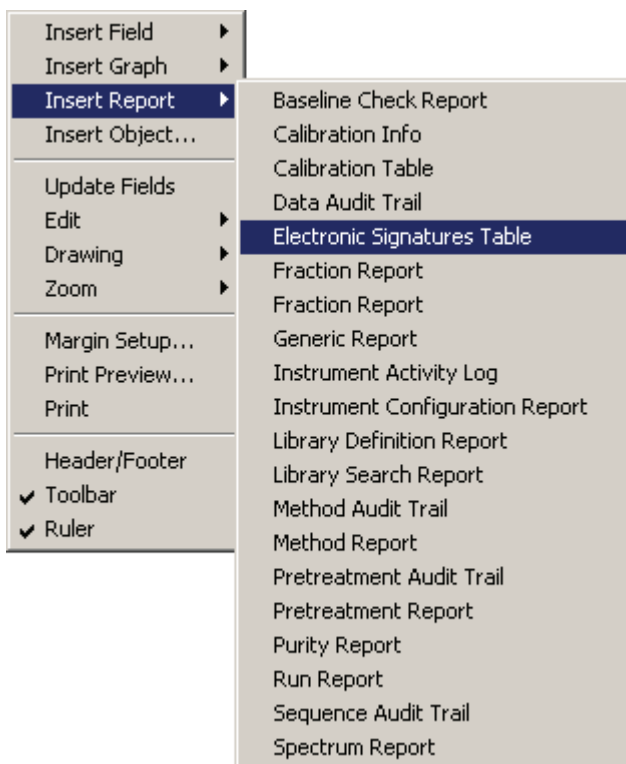 Insert Field
Insert Graph
Insert Report
Insert Object...
Update Fields
Edit
Drawing
Zoom
Margin Setup...
Print Preview...
Print
Header/Footer
Toolbar
Ruler
Baseline Check Report
Calibration Info
Calibration Table
Data Audit Trail
Electronic Signatures Table
Fraction Report
Fraction Report
Generic Report
Instrument Activity Log
Instrument Configuration Report
Library Definition Report
Library Search Report
Method Audit Trail
Method Report
Pretreatment Audit Trail
Pretreatment Report
Purity Report
Run Report
Sequence Audit Trail
Spectrum Report